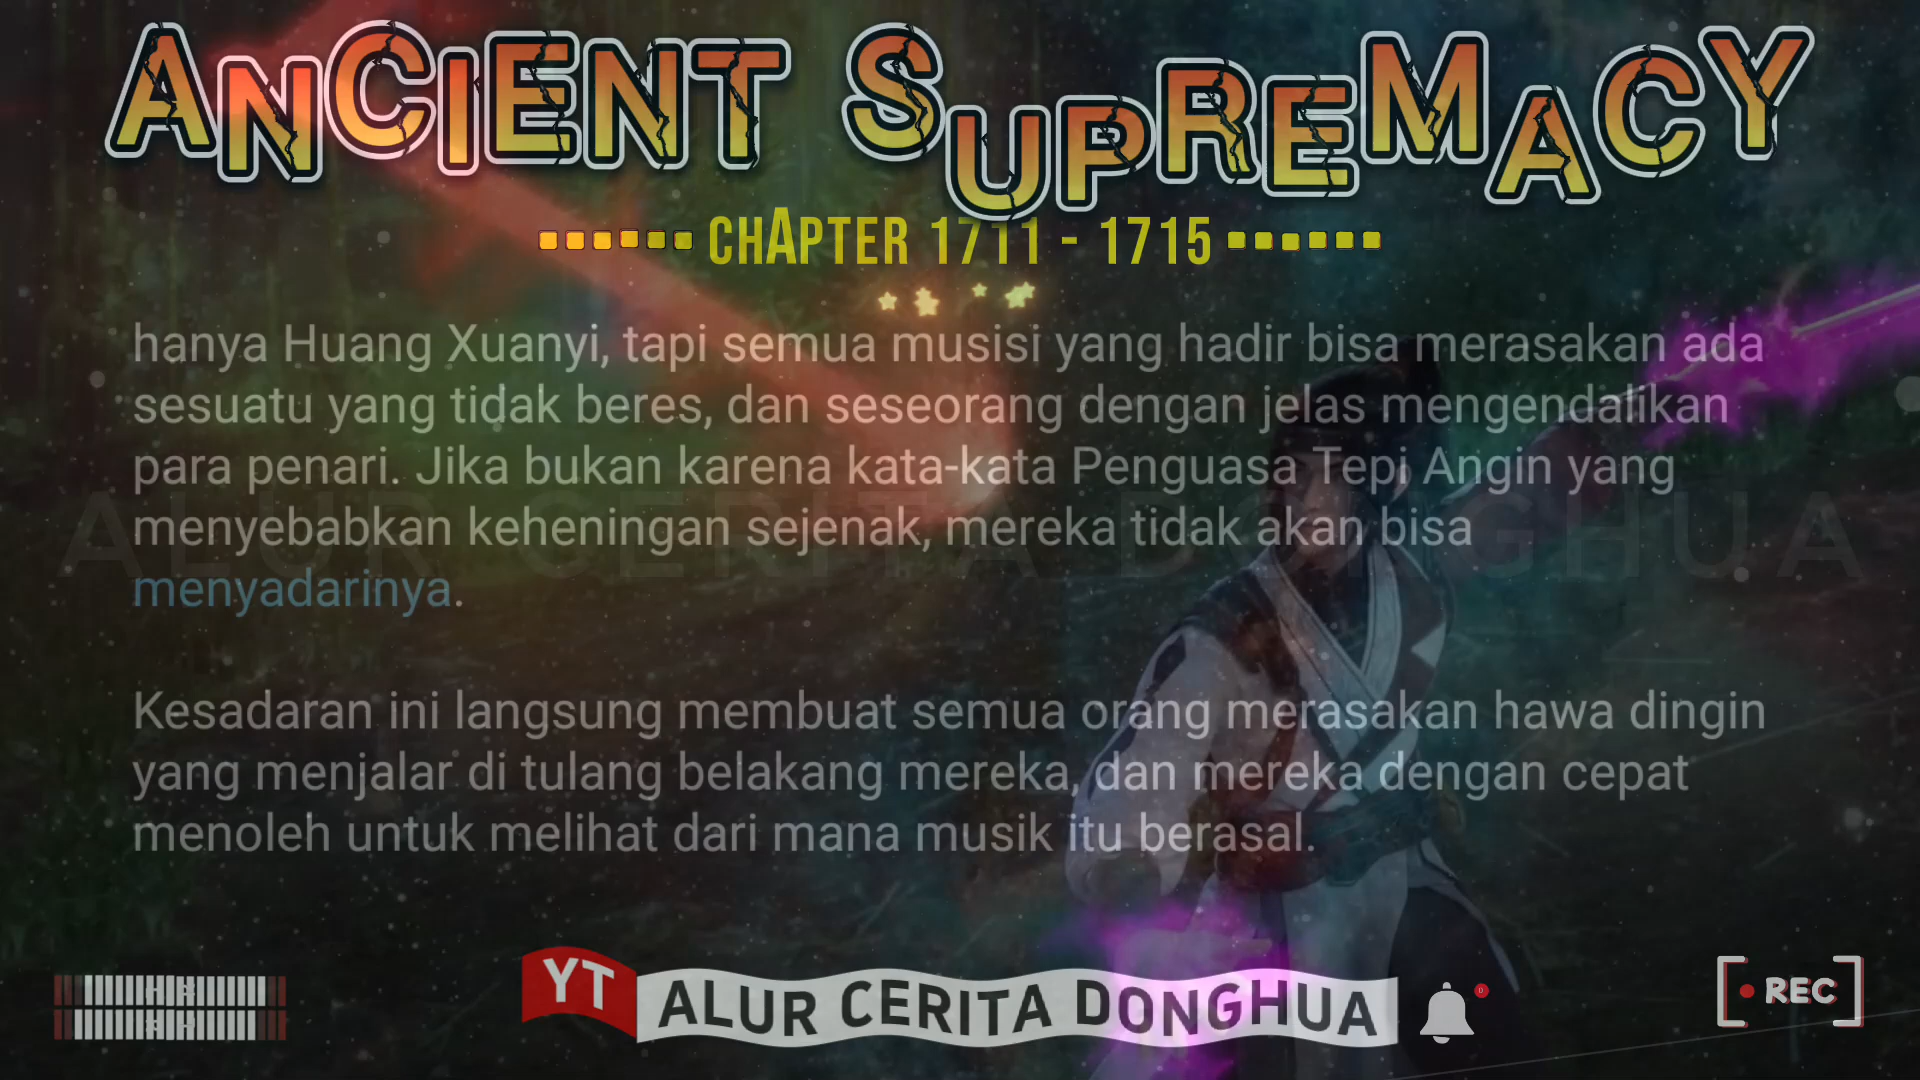 ANCIENT SUPREMACY
CHAPTER 1711 - 1715
hanya Huang Xuanyi, tapi semua musisi yang hadir bisa merasakan ada
sesuatu yang tidak beres, dan seseorang dengan jelas mengendalikan
para penari. Jika bukan karena kata-kata Penguasa Tepi Angin yang
menyebabkan keheningan sejenak, mereka tidak akan bisa
ALUR CERITA DONGHUA
menyadarinya.
Kesadaran ini langsung membuat semua orang merasakan hawa dingin
yang menjalar di tulang belakang mereka, dan mereka dengan cepat
menoleh untuk melihat dari mana musik itu berasal.
YT ALUR CERITA DONGHUA
REC